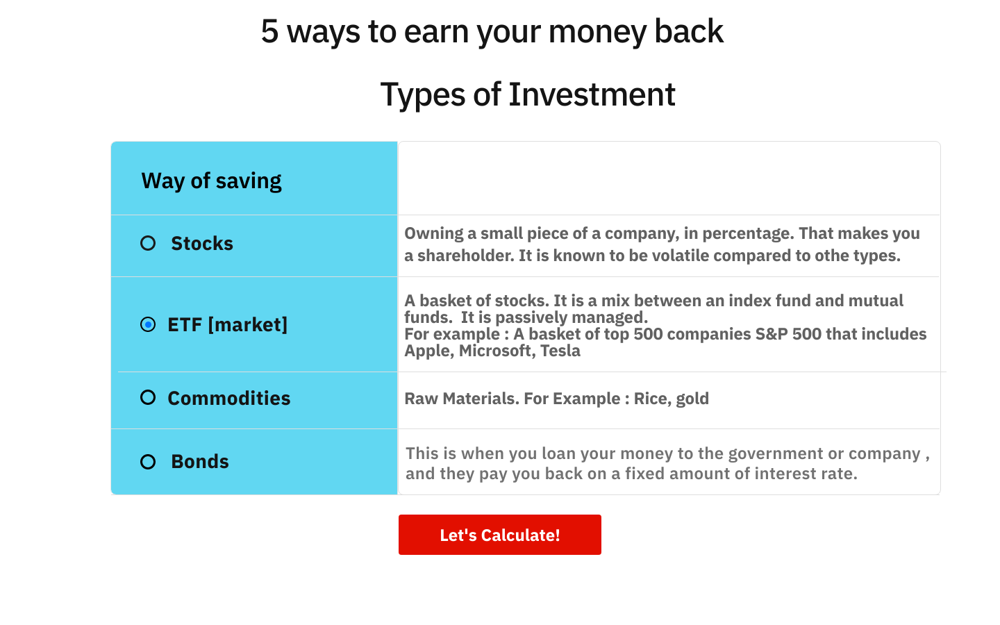 5 ways to earn your money back
Types of Investment
Way of saving
Stocks
Owning a small piece of a company, in percentage. That makes you
a shareholder. It is known to be volatile compared to othe types.
ETF [market]
A basket of stocks. It is a mix between an index fund and mutual
funds.  It is passively managed.
For example : A basket of top 500 companies S&P 500 that includes
Apple, Microsoft, Tesla
Commodities
Raw Materials. For Example : Rice, gold
Bonds
This is when you loan your money to the government or company ,
and they pay you back on a fixed amount of interest rate.
Let's Calculate!